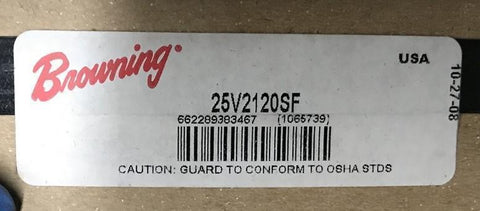 Browning
USA
10-27-08
25V2120SF
662289383467 (1065739)
CAUTION: GUARD TO CONFORM TO OSHA STDS